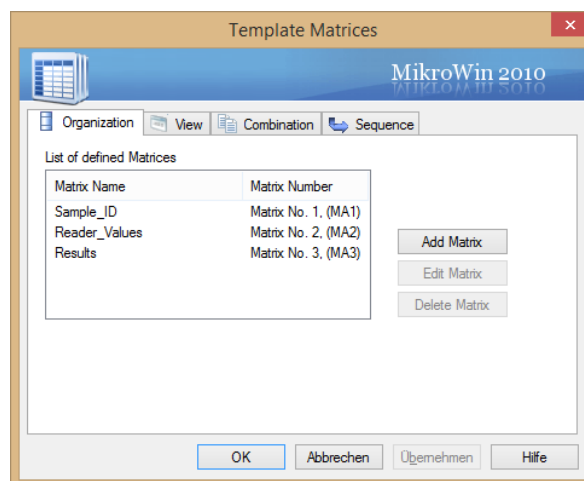 Template Matrices
MikroWin 2010
Organization View Combination Sequence
List of defined Matrices
Matrix Name Matrix Number
Sample_ID Matrix No. 1, (MA1)
Reader_Values Matrix No. 2, (MA2)
Results Matrix No. 3, (MA3)
Add Matrix
Edit Matrix
Delete Matrix
OK Abbrechen Übernehmen Hilfe